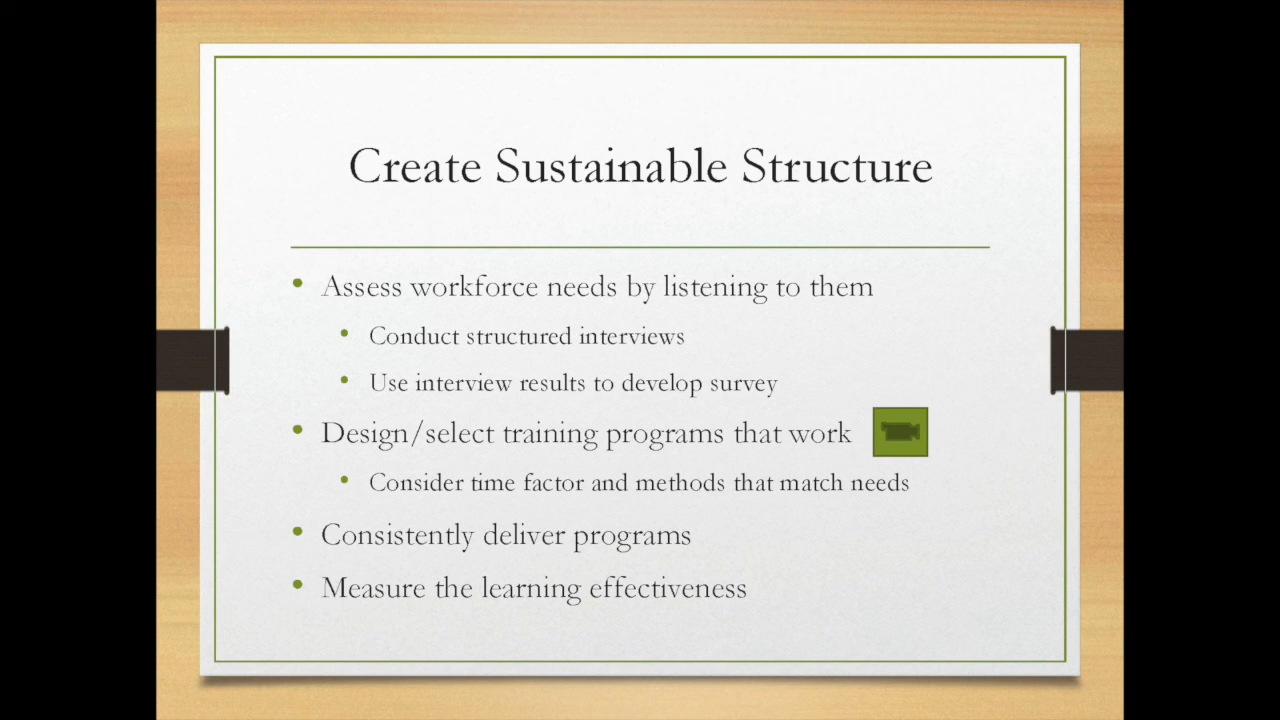 Create Sustainable Structure
• Assess workforce needs by listening to them
• Conduct structured interviews
• Use interview results to develop survey
• Design/select training programs that work
• Consider time factor and methods that match needs
• Consistently deliver programs
• Measure the learning effectiveness